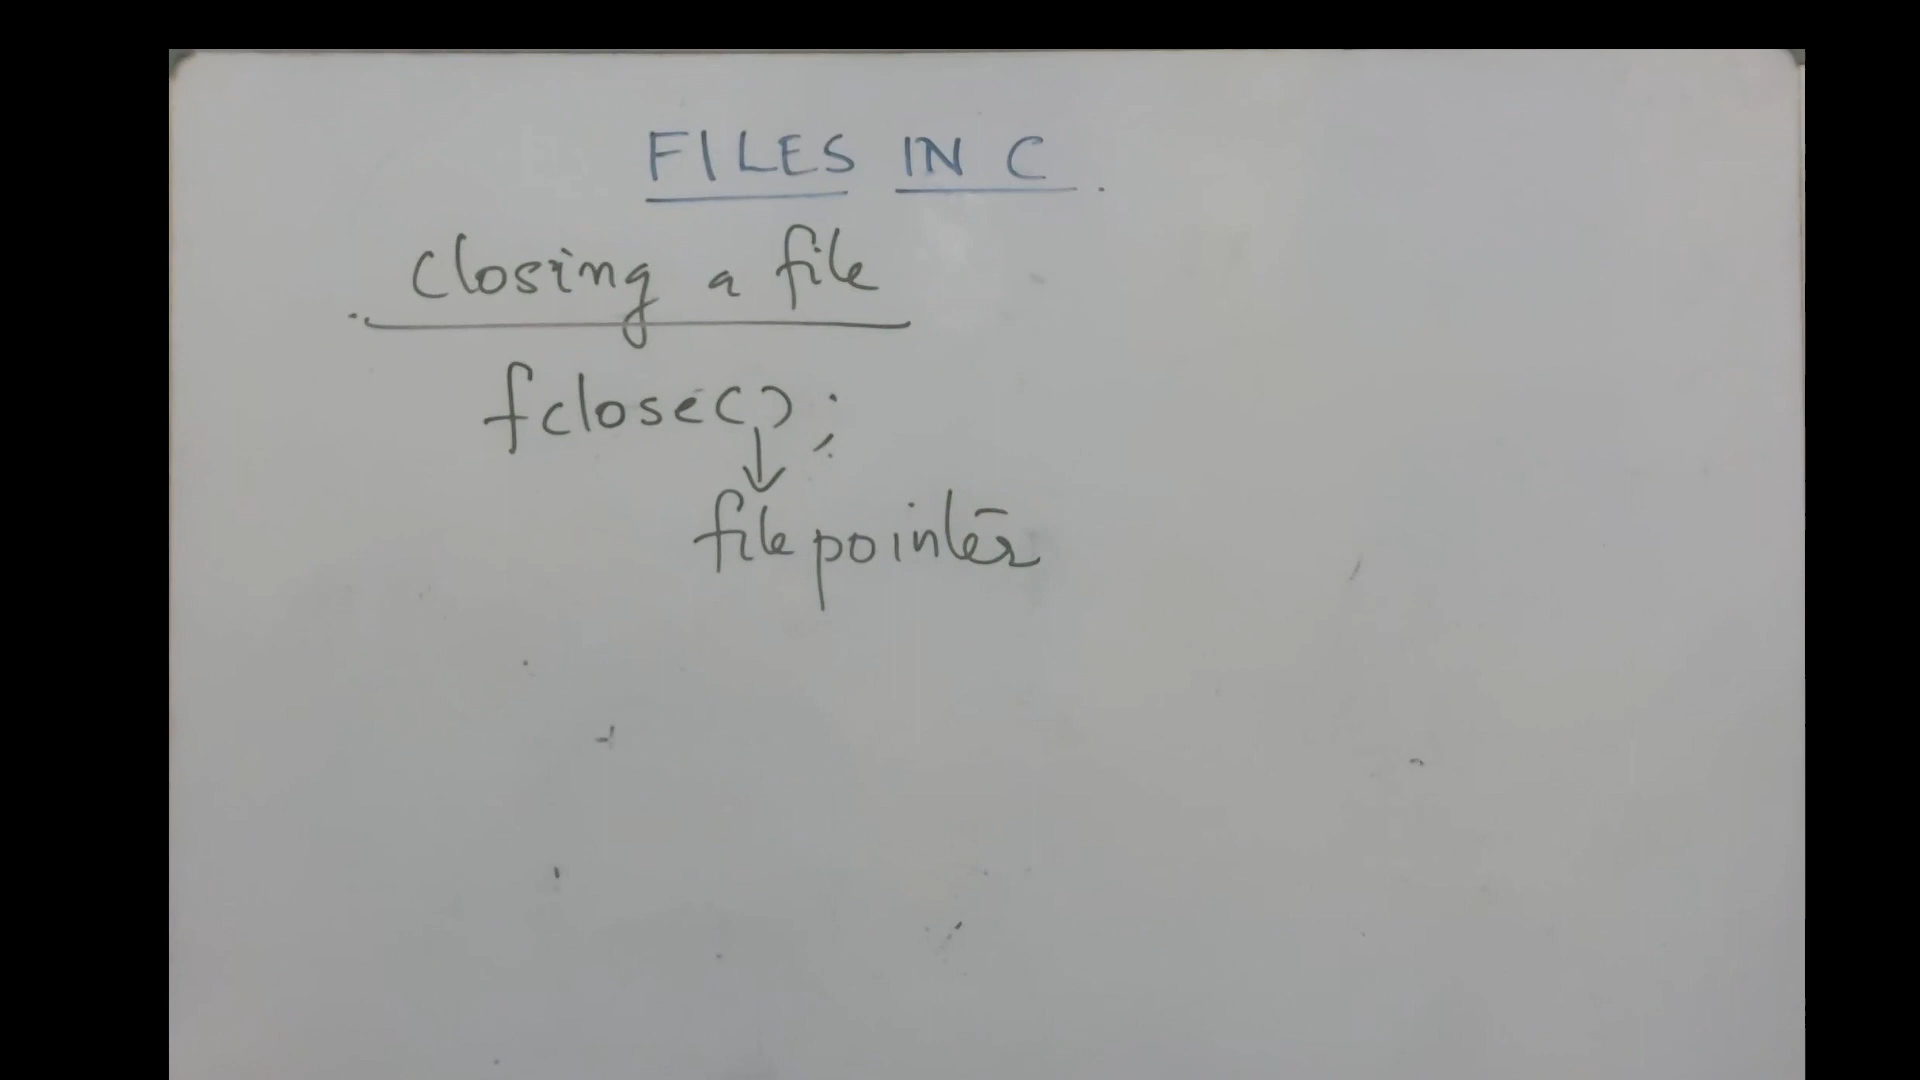 FILES IN C.
Closing a file
fclose();
↓
file pointer